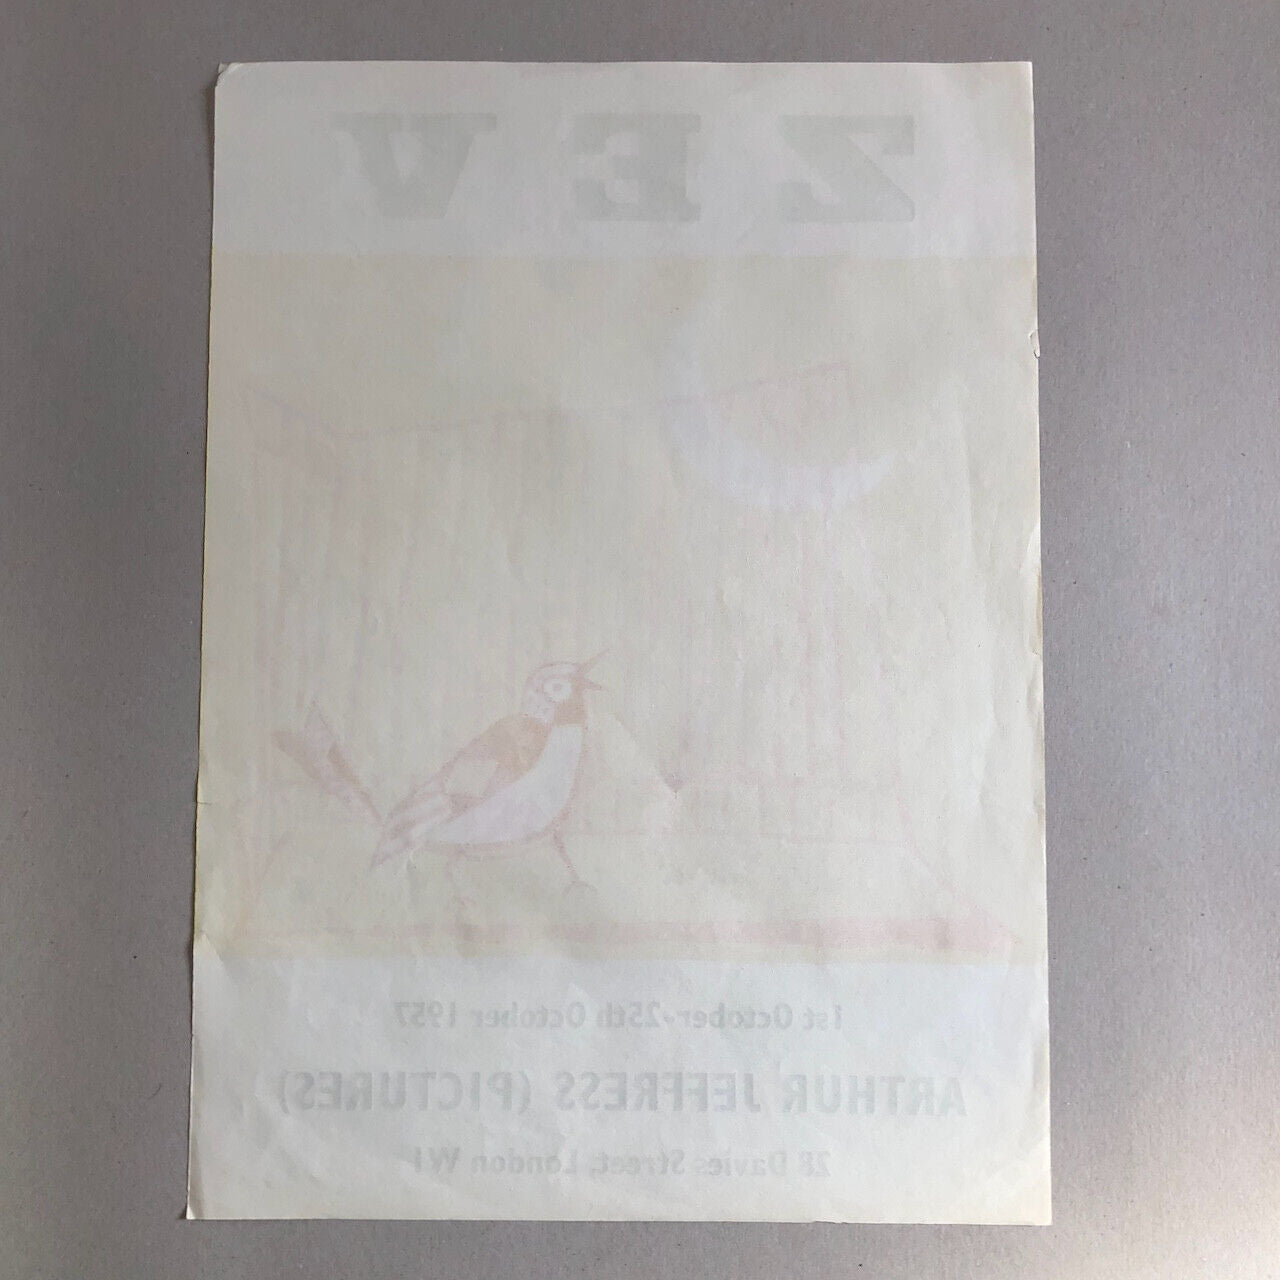 ZEV
1st October-25th October 1957
ARTHUR JEFFRESS (PICTURES)
28 Davies Street, London W1